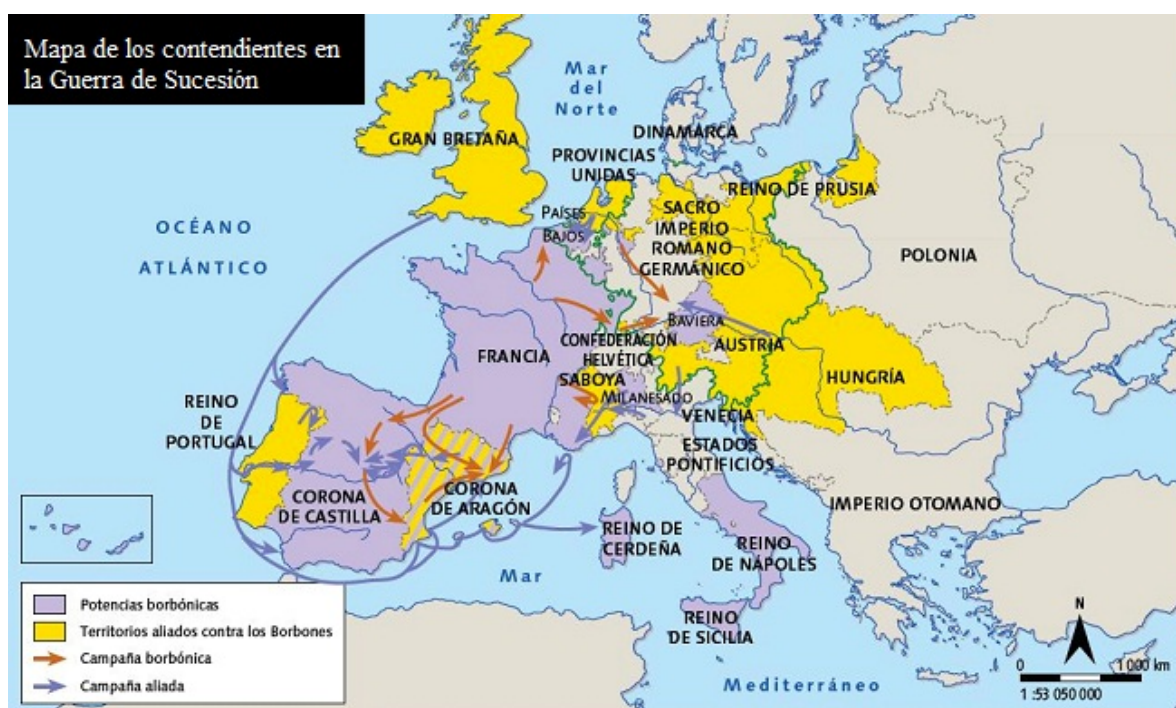 Mapa de los contendientes en
la Guerra de Sucesión
Mar
del
Norte
DINAMARCA
GRAN BRETAÑA
PROVINCIAS
UNIDAS
REINO DE PRUSIA
PAÍSES
BAJOS
SACRO
IMPERIO
ROMANO
GERMÁNICO
OCÉANO
ATLÁNTICO
POLONIA
BAVIERA
FRANCIA
CONFEDERACIÓN
HELVÉTICA
AUSTRIA
HUNGRÍA
SABOYA
MILANESADO
VENECIA
REINO
DE
PORTUGAL
ESTADOS
PONTIFICIOS
CORONA
DE CASTILLA
CORONA
DE ARAGÓN
IMPERIO OTOMANO
REINO DE
CERDEÑA
REINO
DE NÁPOLES
Mar
REINO
DE SICILIA
Mediterráneo
Potencias borbónicas
Territorios aliados contra los Borbones
Campaña borbónica
Campaña aliada
N
0 1 000 km
1 :53 050 000